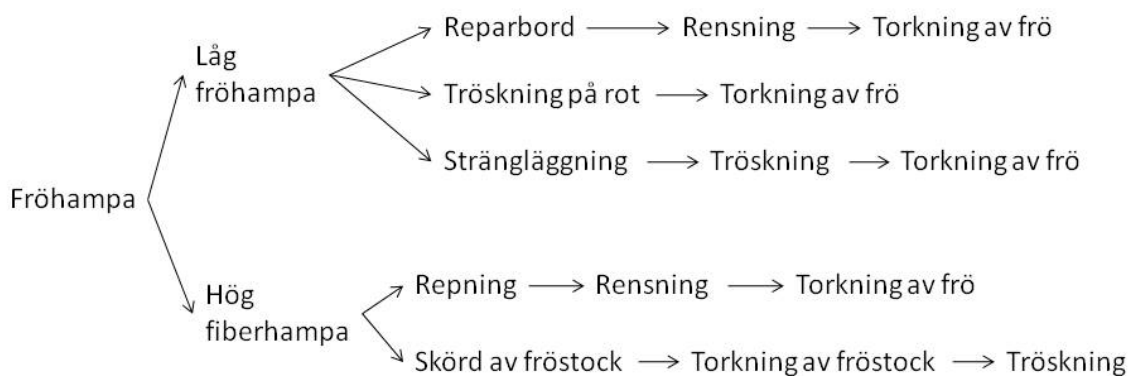 Reparbord Rensning Torkning av frö
Låg
fröhampa
Tröskning på rot Torkning av frö
Strängläggning Tröskning Torkning av frö
Fröhampa
Hög
fiberhampa
Repning Rensning Torkning av frö
Skörd av fröstock Torkning av fröstock Tröskning